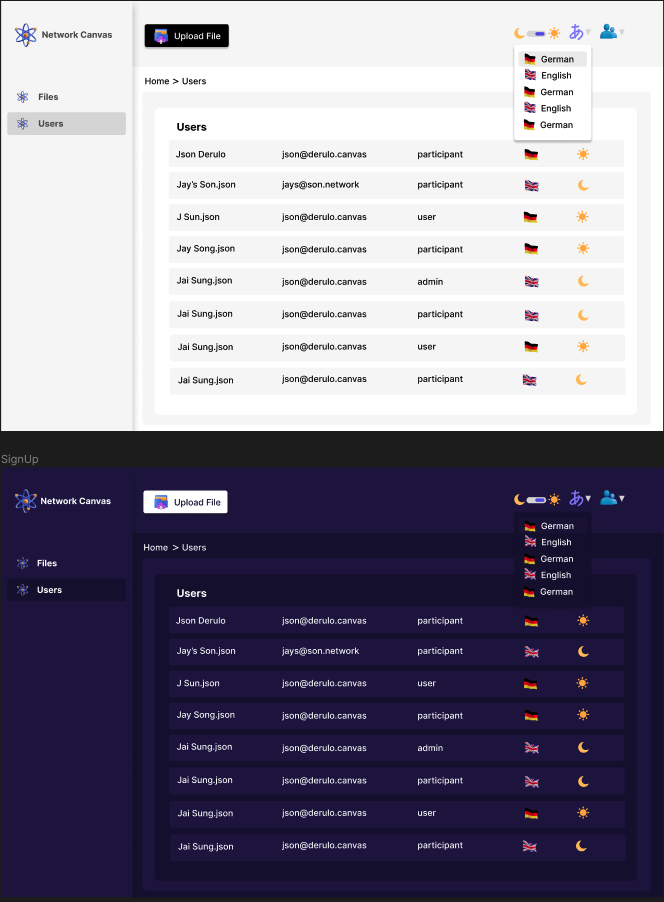 Network Canvas
Upload File
あ
Home > Users
Files
Users
German
English
German
English
German
Users
Json Derulo json@derulo.canvas participant
Jay's Son.json jays@son.network participant
J Sun.json json@derulo.canvas user
Jay Song.json json@derulo.canvas participant
Jai Sung.json json@derulo.canvas admin
Jai Sung.json json@derulo.canvas participant
Jai Sung.json json@derulo.canvas user
Jai Sung.json json@derulo.canvas participant
SignUp
Network Canvas
Upload File
あ
Home > Users
Files
Users
German
English
German
English
German
Users
Json Derulo json@derulo.canvas participant
Jay's Son.json jays@son.network participant
J Sun.json json@derulo.canvas user
Jay Song.json json@derulo.canvas participant
Jai Sung.json json@derulo.canvas admin
Jai Sung.json json@derulo.canvas participant
Jai Sung.json json@derulo.canvas user
Jai Sung.json json@derulo.canvas participant